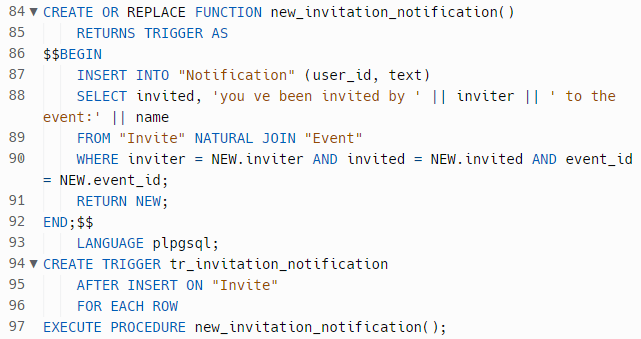 84 CREATE OR REPLACE FUNCTION new_invitation_notification()
85 RETURNS TRIGGER AS
86 $$BEGIN
87 INSERT INTO "Notification" (user_id, text)
88 SELECT invited, 'you ve been invited by ' || inviter || ' to the
event:' || name
89 FROM "Invite" NATURAL JOIN "Event"
90 WHERE inviter = NEW.inviter AND invited = NEW.invited AND event_id
= NEW.event_id;
91 RETURN NEW;
92 END;$$
93 LANGUAGE plpgsql;
94 CREATE TRIGGER tr_invitation_notification
95 AFTER INSERT ON "Invite"
96 FOR EACH ROW
97 EXECUTE PROCEDURE new_invitation_notification();